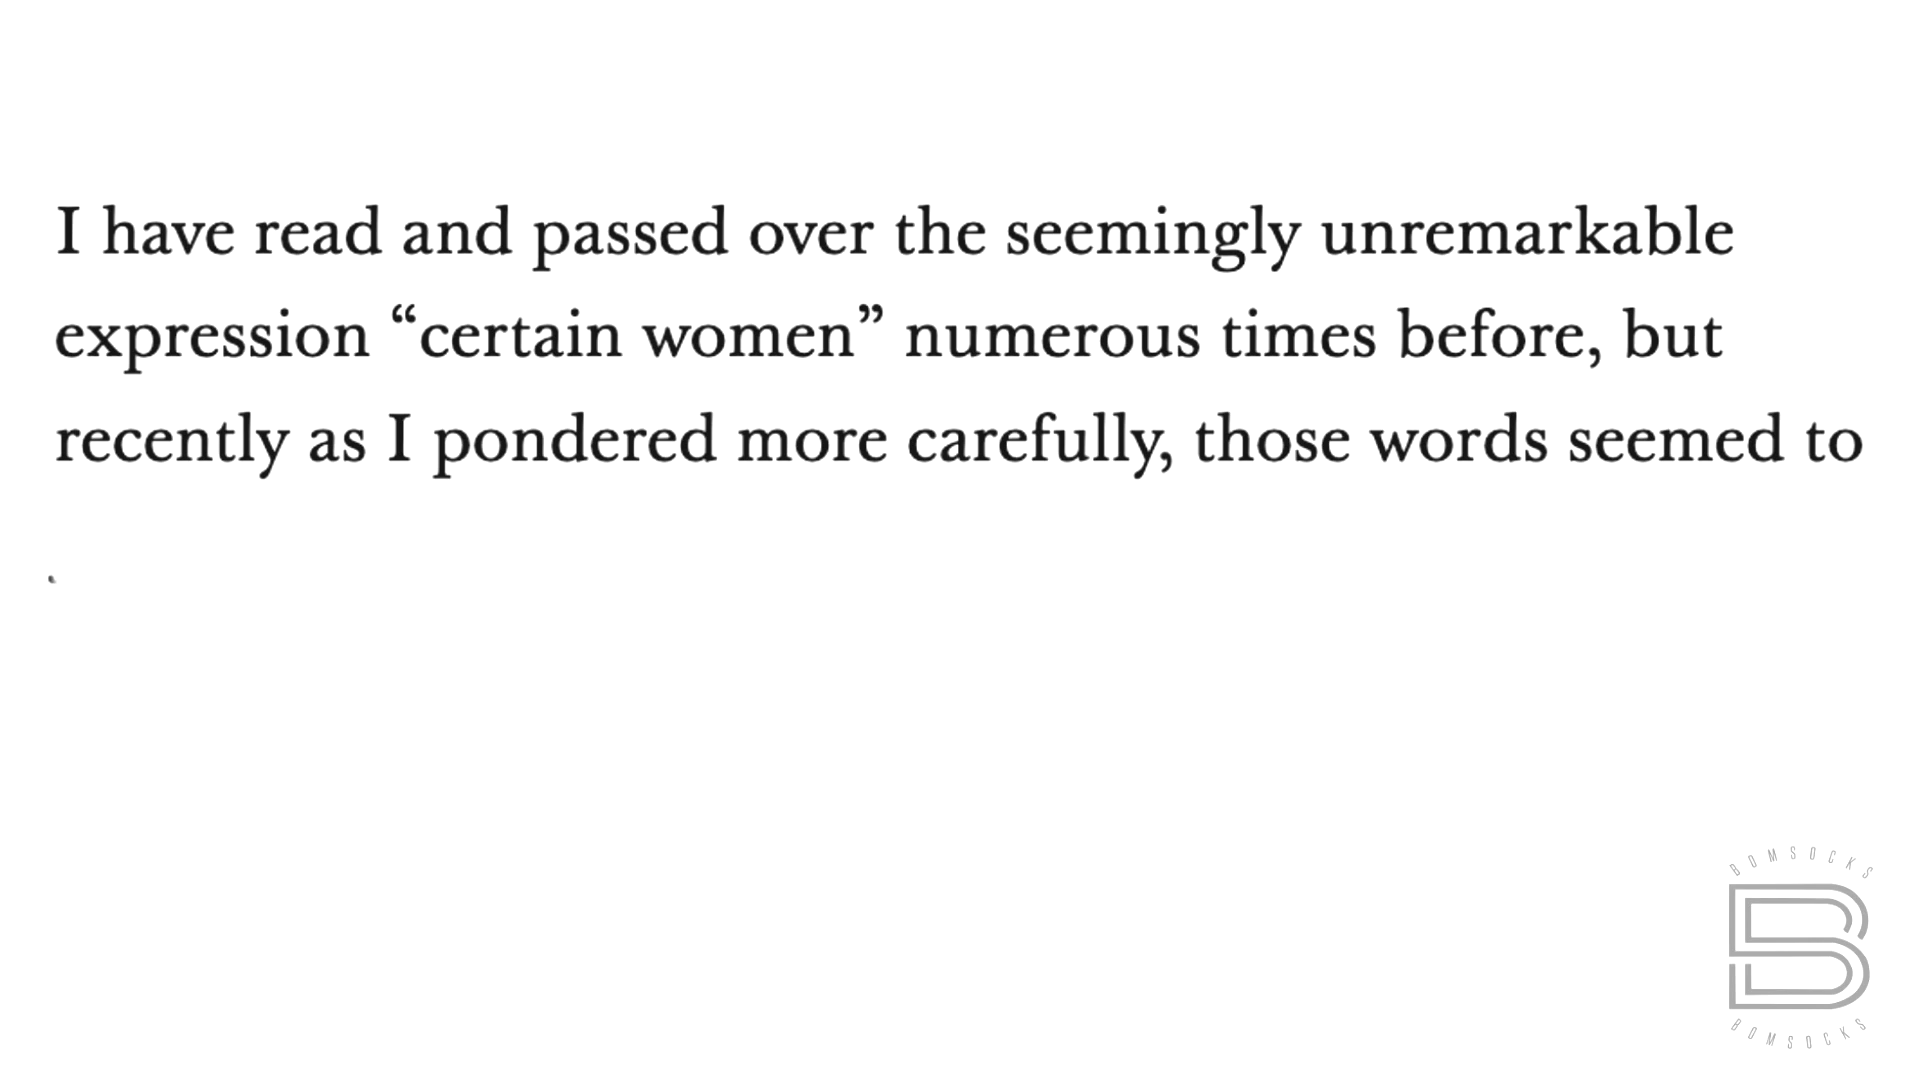 I have read and passed over the seemingly unremarkable
expression “certain women” numerous times before, but
recently as I pondered more carefully, those words seemed to
BOMSOCKS
B
BOMSOCKS